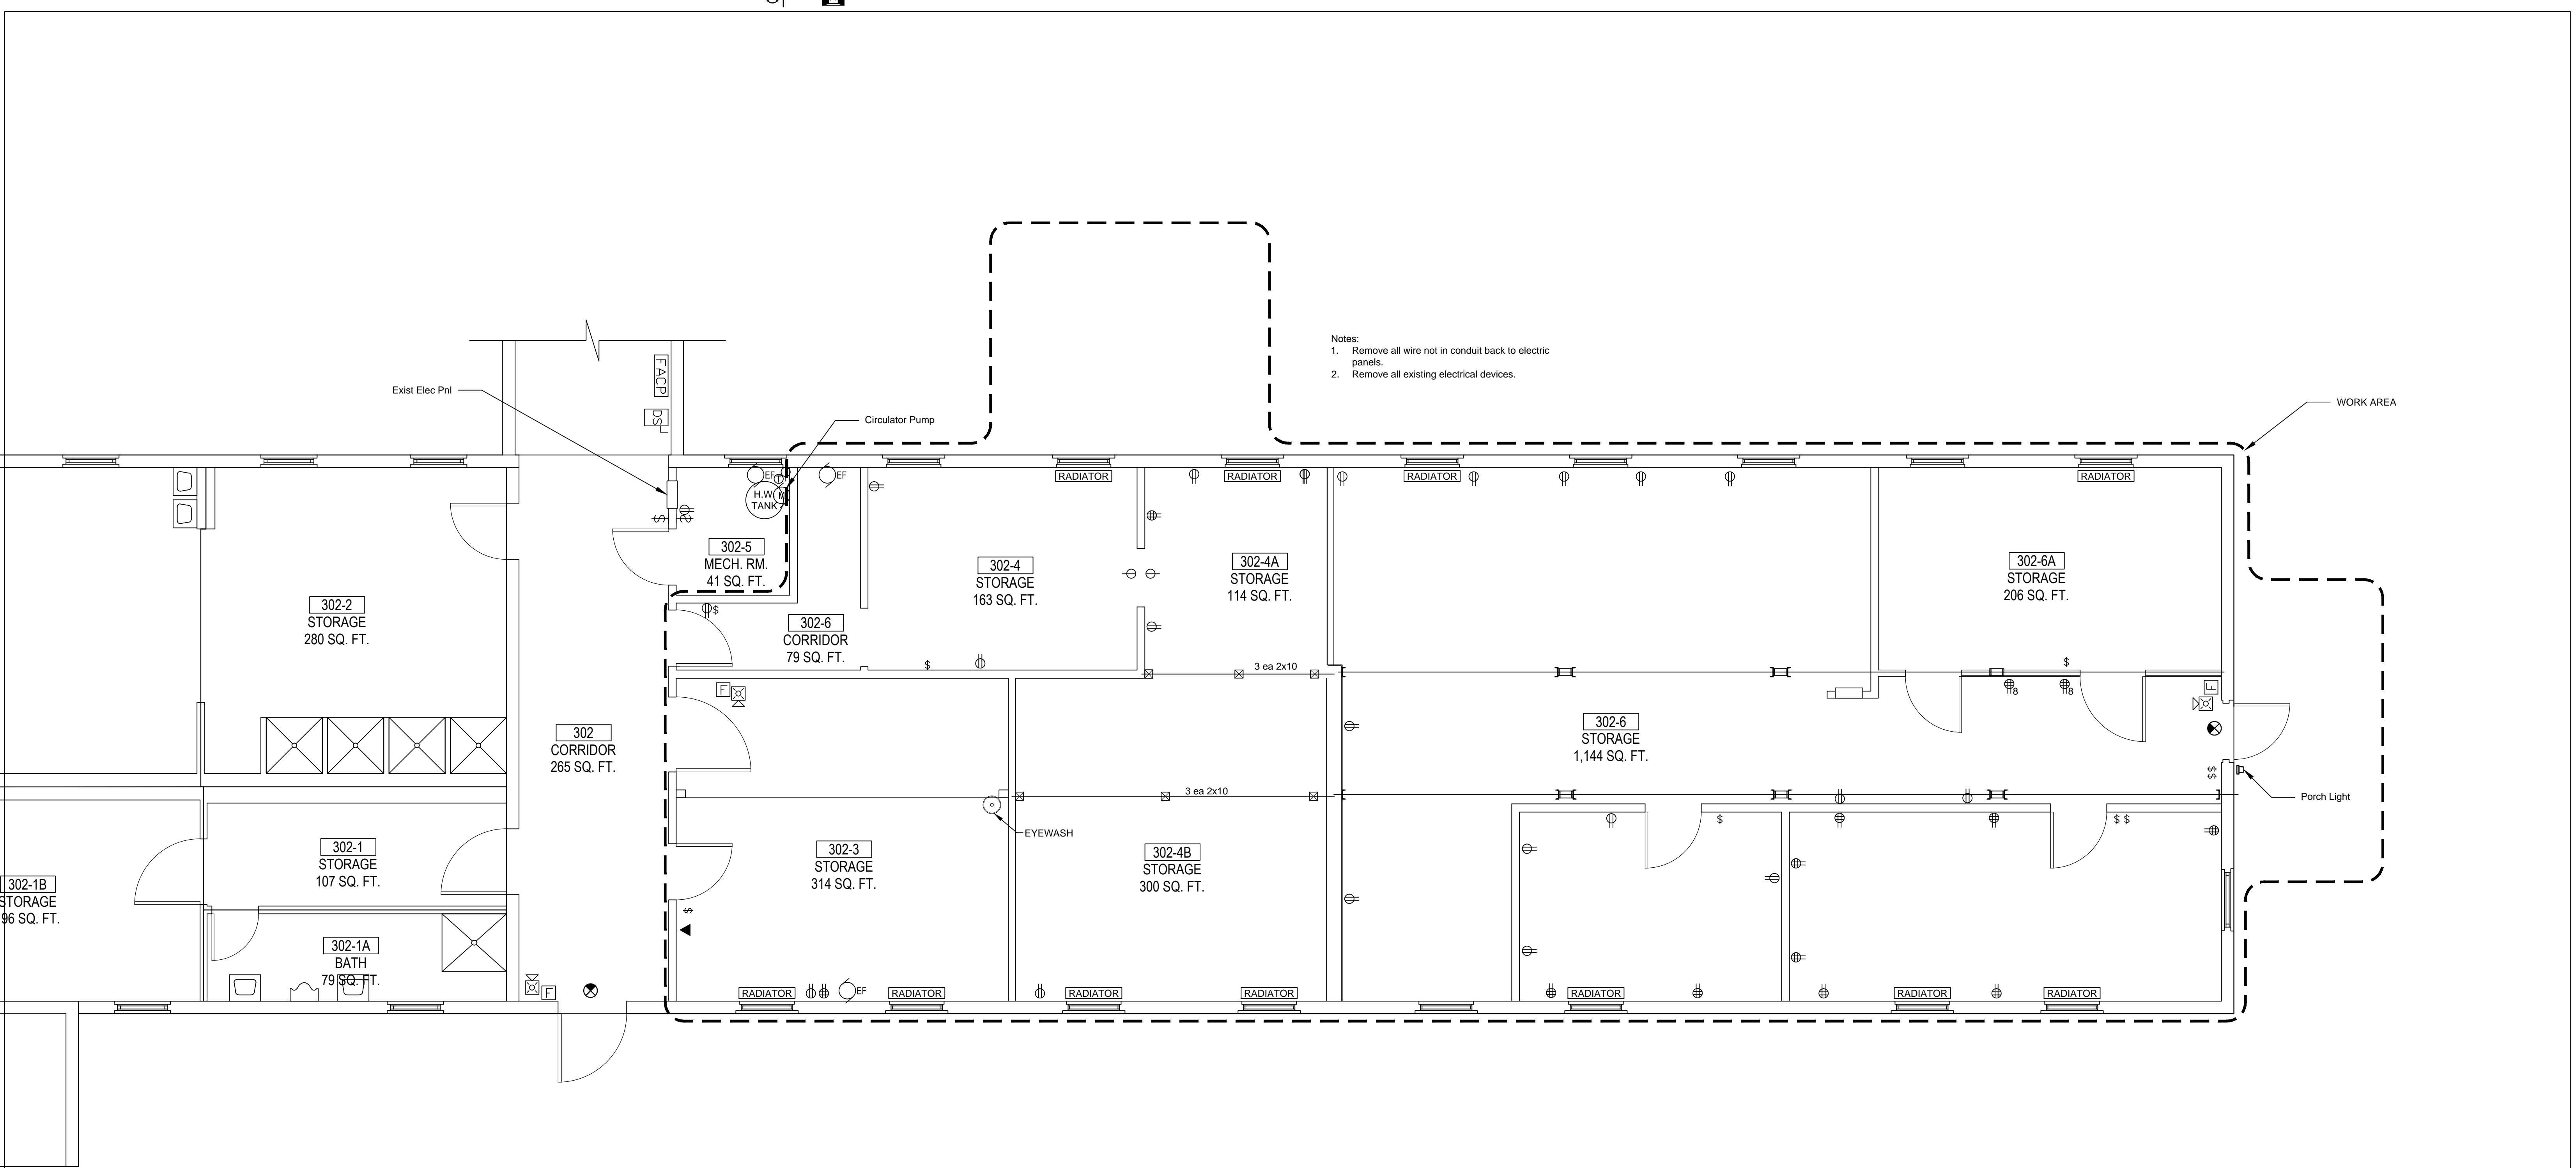 Notes:
1. Remove all wire not in conduit back to electric
panels.
2. Remove all existing electrical devices.
FACP
DS
Exist Elec Pnl
Circulator Pump
WORK AREA
EF
EF
T
M
H.W
TANK
RADIATOR
RADIATOR
RADIATOR
RADIATOR
S
S
2
302-5
MECH. RM.
41 SQ. FT.
302-4
STORAGE
163 SQ. FT.
302-4A
STORAGE
114 SQ. FT.
302-6A
STORAGE
206 SQ. FT.
302-2
STORAGE
280 SQ. FT.
$
302-6
CORRIDOR
79 SQ. FT.
$
3 ea 2x10
$
8
8
F
F
302
CORRIDOR
265 SQ. FT.
302-6
STORAGE
1,144 SQ. FT.
$$
Porch Light
3 ea 2x10
EYEWASH
$
$ $
302-1
STORAGE
107 SQ. FT.
302-3
STORAGE
314 SQ. FT.
302-4B
STORAGE
300 SQ. FT.
302-1B
STORAGE
96 SQ. FT.
$
302-1A
BATH
79 SQ. FT.
F
RADIATOR
EF
RADIATOR
RADIATOR
RADIATOR
RADIATOR
RADIATOR
RADIATOR